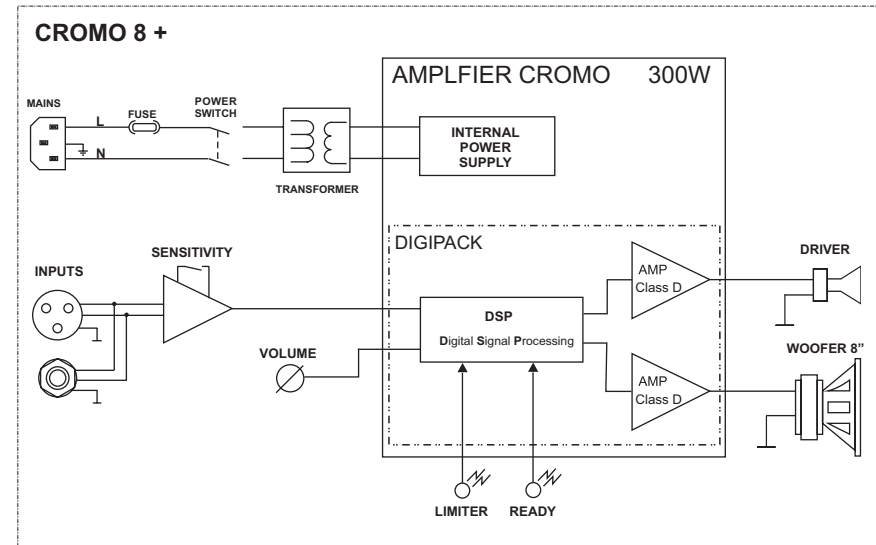 CROMO 8 +
AMPLFIER CROMO 300W
MAINS
L
FUSE
POWER
SWITCH
N
TRANSFORMER
INTERNAL
POWER
SUPPLY
DIGIPACK
SENSITIVITY
INPUTS
AMP
Class D
DRIVER
DSP
Digital Signal Processing
VOLUME
WOOFER 8”
AMP
Class D
LIMITER
READY